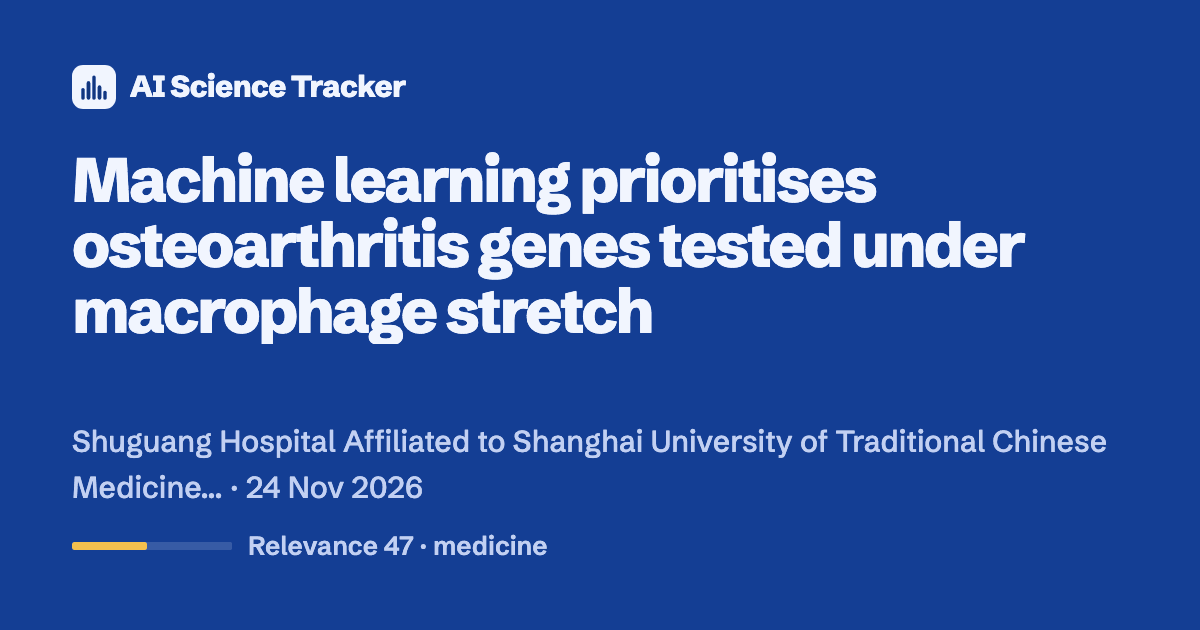 AI Science Tracker
Machine learning prioritises
osteoarthritis genes tested under
macrophage stretch
Shuguang Hospital Affiliated to Shanghai University of Traditional Chinese
Medicine... · 24 Nov 2026
Relevance 47 · medicine